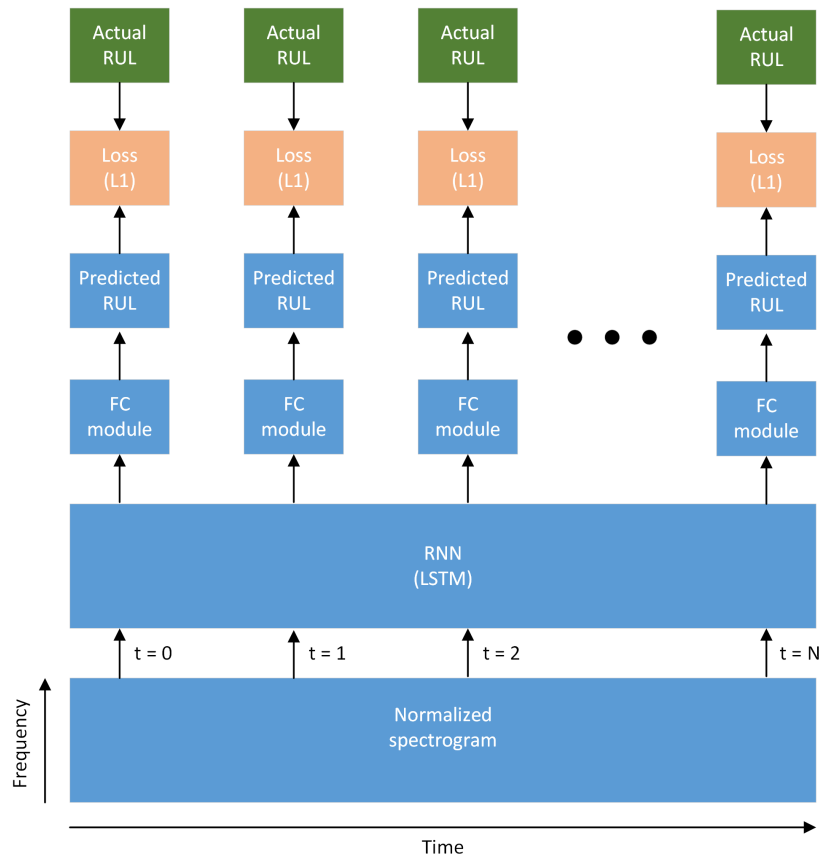 Actual
RUL
Actual
RUL
Actual
RUL
Actual
RUL
Loss
(L1)
Loss
(L1)
Loss
(L1)
Loss
(L1)
Predicted
RUL
Predicted
RUL
Predicted
RUL
Predicted
RUL
FC
module
FC
module
FC
module
FC
module
RNN
(LSTM)
t = 0
t = 1
t = 2
t = N
Frequency
Normalized
spectrogram
Time